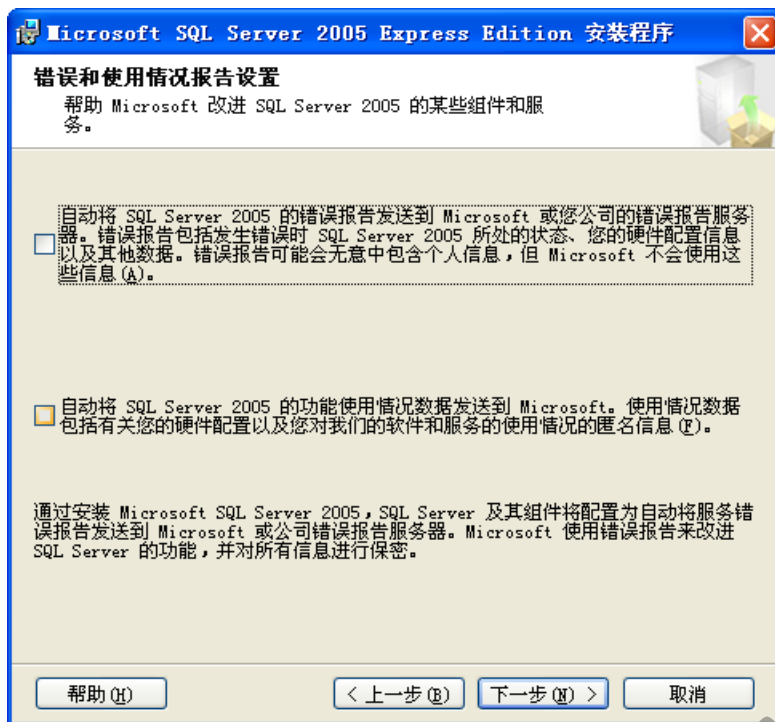 Microsoft SQL Server 2005 Express Edition 安装程序
错误和使用情况报告设置
帮助 Microsoft 改进 SQL Server 2005 的某些组件和服
务。
自动将 SQL Server 2005 的错误报告发送到 Microsoft 或您公司的错误报告服务
器。错误报告包括发生错误时 SQL Server 2005 所处的状态、您的硬件配置信息
以及其他数据。错误报告可能会无意中包含个人信息，但 Microsoft 不会使用这
些信息(A)。
自动将 SQL Server 2005 的功能使用情况数据发送到 Microsoft。使用情况数据
包括有关您的硬件配置以及您对我们的软件和服务的使用情况的匿名信息(F)。
通过安装 Microsoft SQL Server 2005，SQL Server 及其组件将配置为自动将服务错
误报告发送到 Microsoft 或公司错误报告服务器。Microsoft 使用错误报告来改进
SQL Server 的功能，并对所有信息进行保密。
帮助(H) < 上一步(B) 下一步(N) > 取消